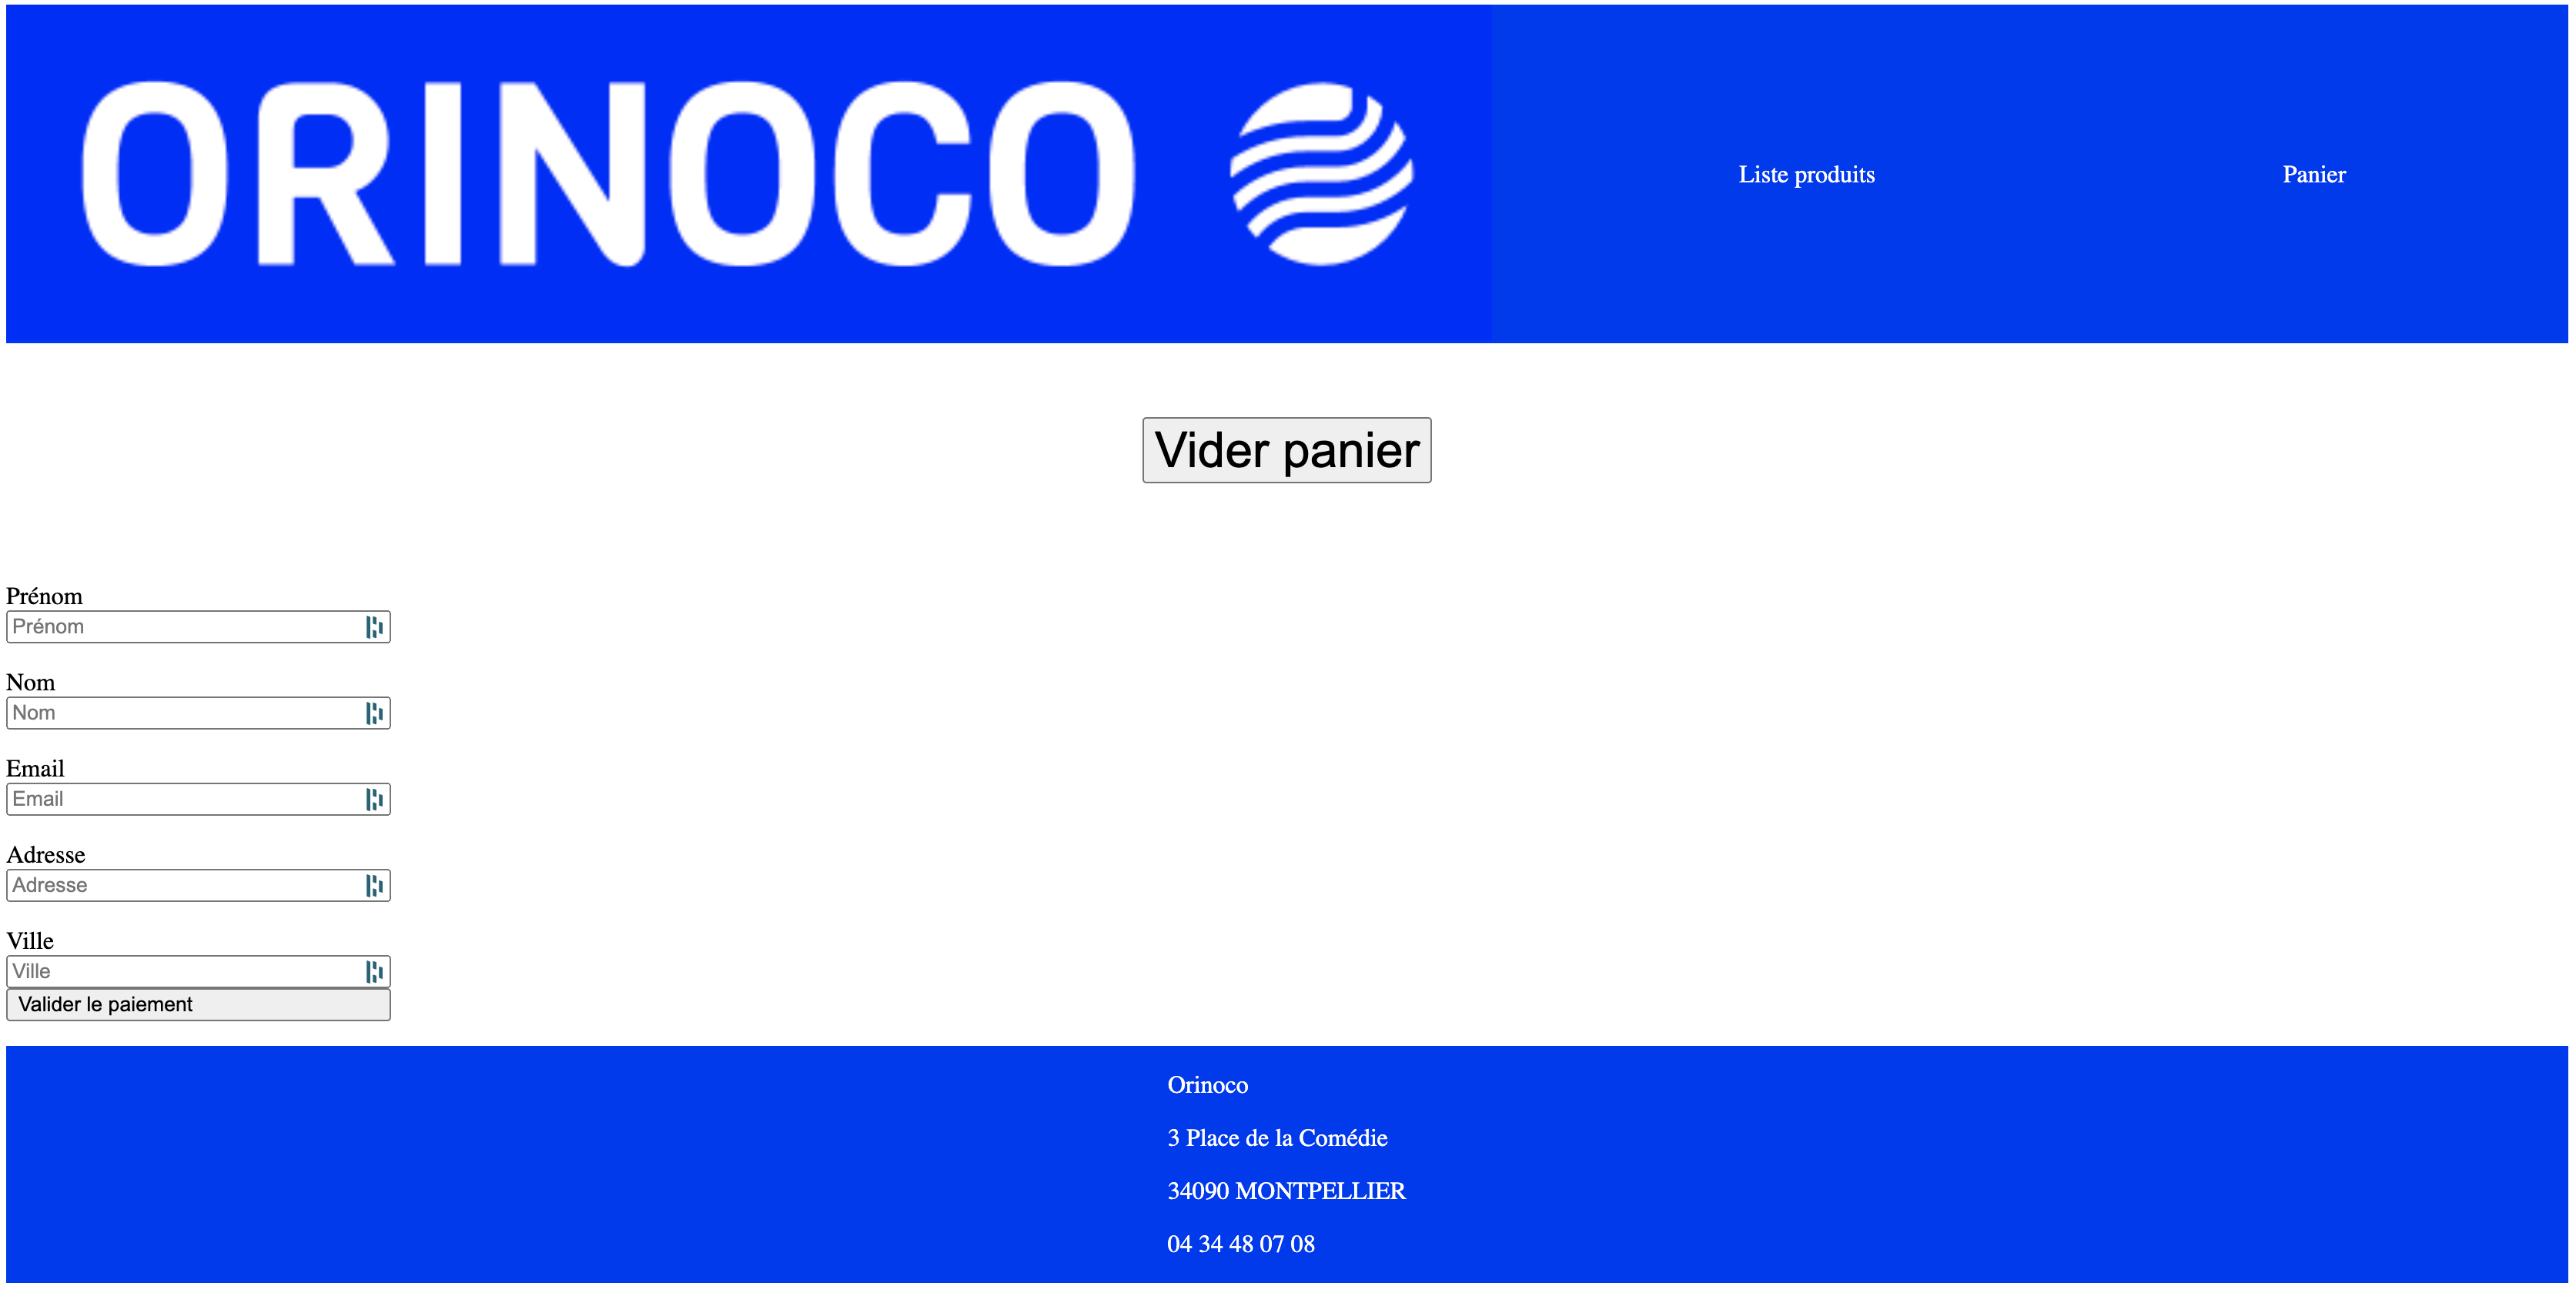 ORINOCO
Liste produits
Panier
Vider panier
Prénom
Prénom
Nom
Nom
Email
Email
Adresse
Adresse
Ville
Ville
Valider le paiement
Orinoco
3 Place de la Comédie
34090 MONTPELLIER
04 34 48 07 08